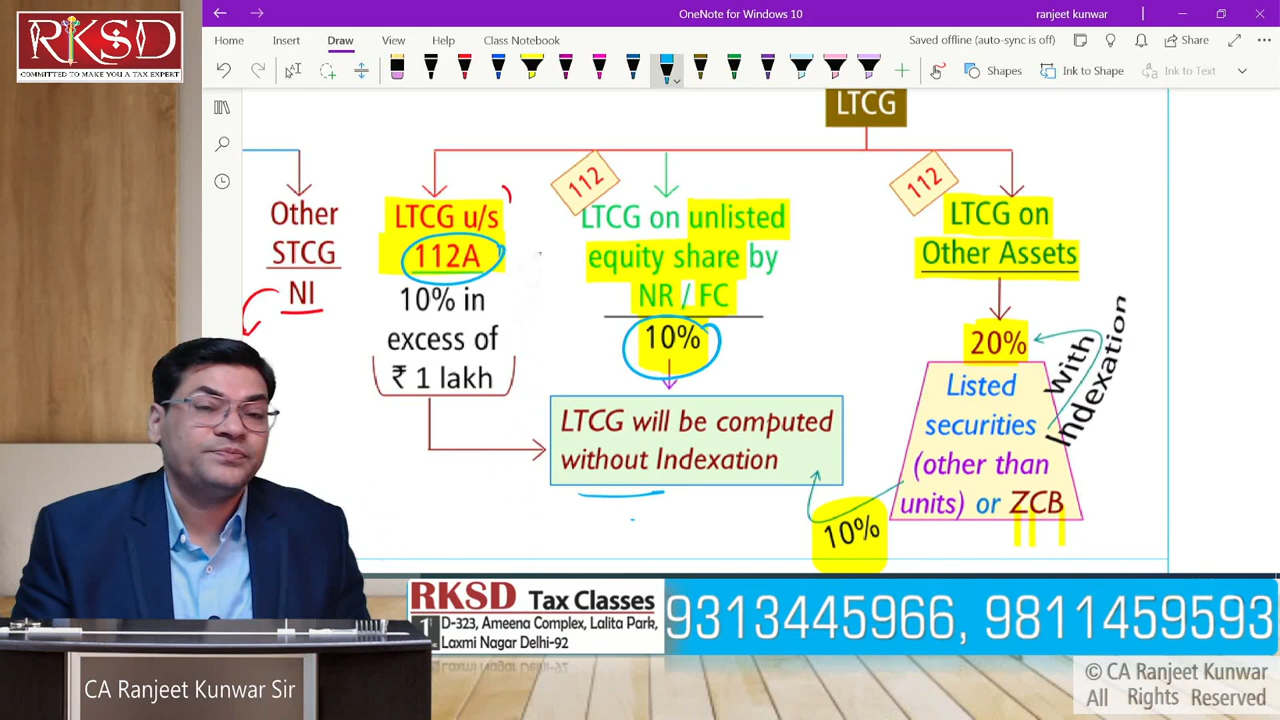 RKSD
COMMITTED TO MAKE YOU A TAX EXPERT
OneNote for Windows 10
ranjeet kunwar
Home Insert Draw View Help Class Notebook
Saved offline (auto-sync is off)
Share
Shapes
Ink to Shape
Ink to Text
LTCG
Other
STCG
NI
LTCG u/s
112A
10% in
excess of
₹ 1 lakh
112
LTCG on unlisted
equity share by
NR / FC
10%
LTCG will be computed
without Indexation
112
LTCG on
Other Assets
20%
With
Indexation
Listed
securities
(other than
units) or ZCB
10%
RKSD Tax Classes
D-323, Ameena Complex, Lalita Park,
Laxmi Nagar Delhi-92
9313445966, 9811459593
CA Ranjeet Kunwar Sir
© CA Ranjeet Kunwar
All Rights Reserved